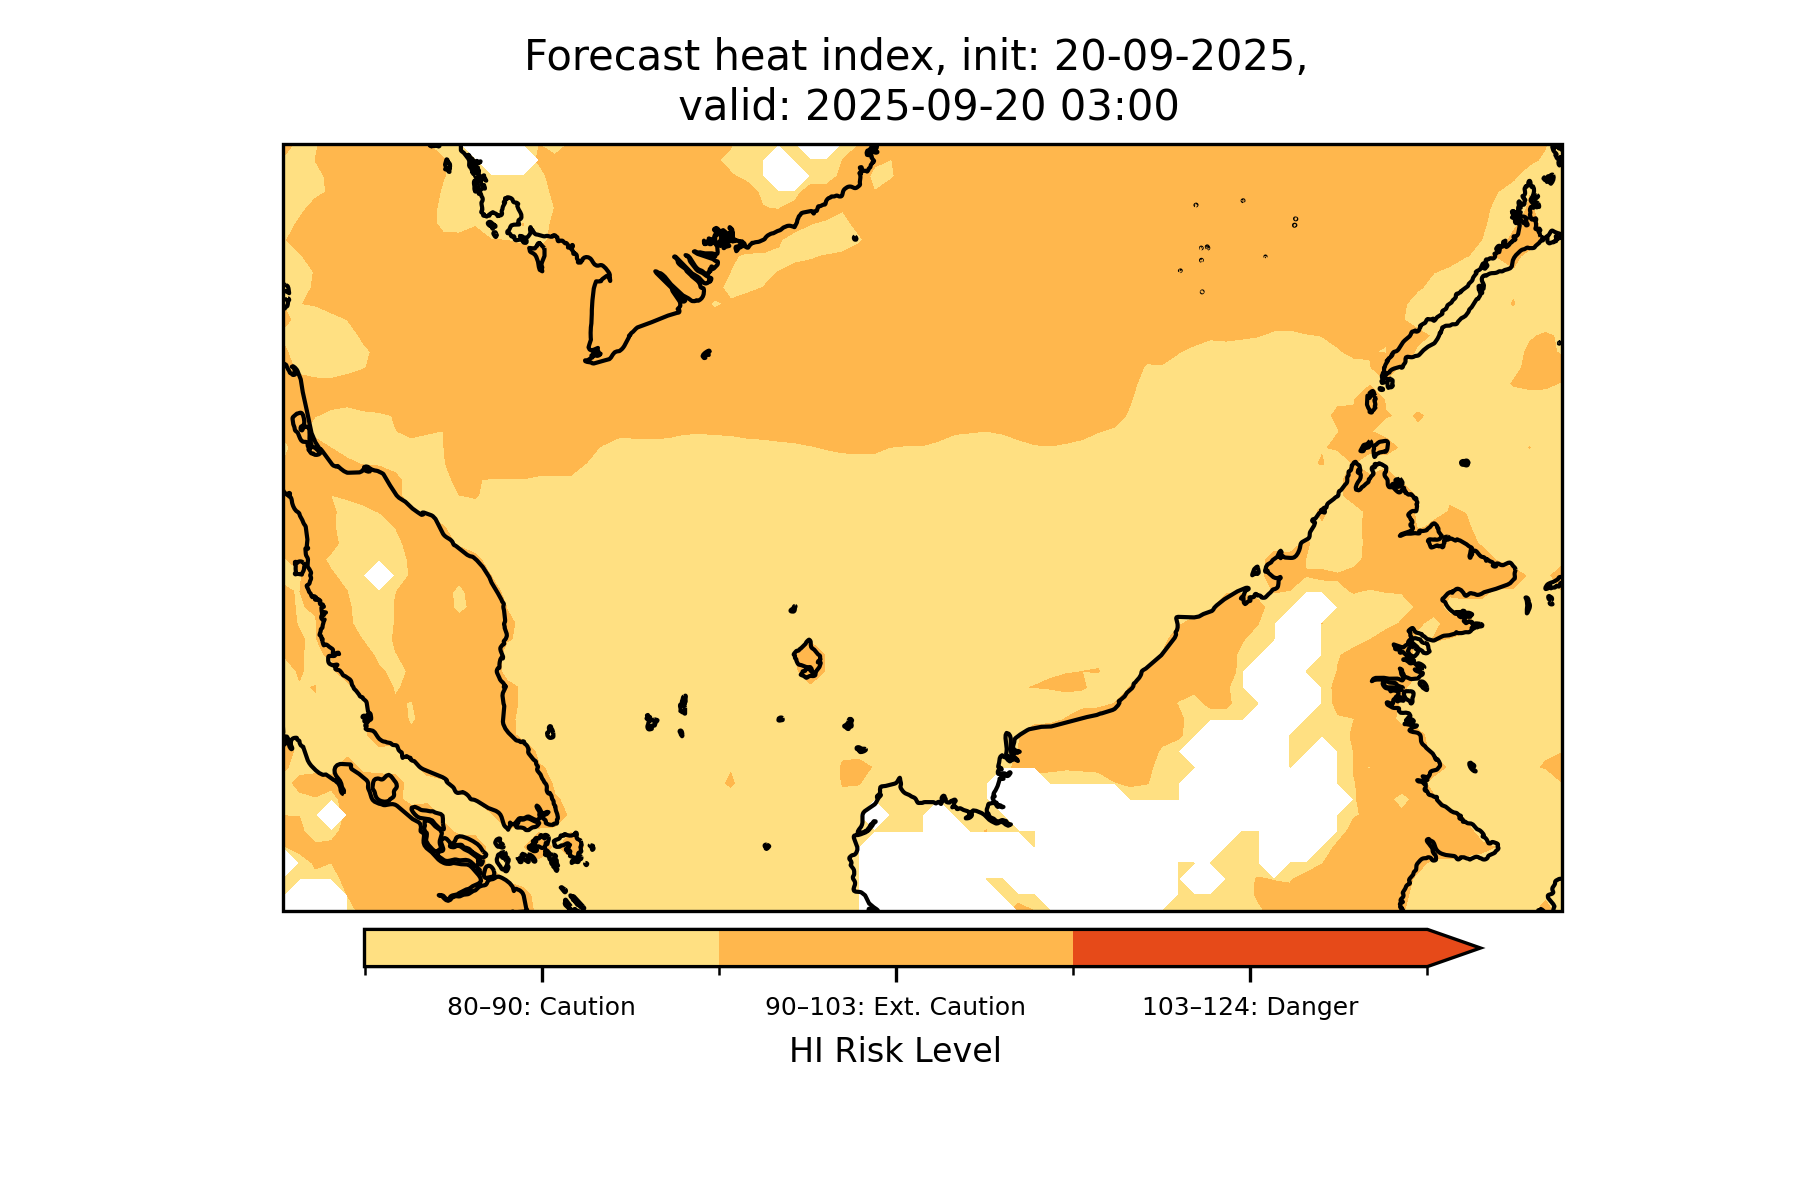 Forecast heat index, init: 20-09-2025,
valid: 2025-09-20 03:00
80–90: Caution
90–103: Ext. Caution
103–124: Danger
HI Risk Level